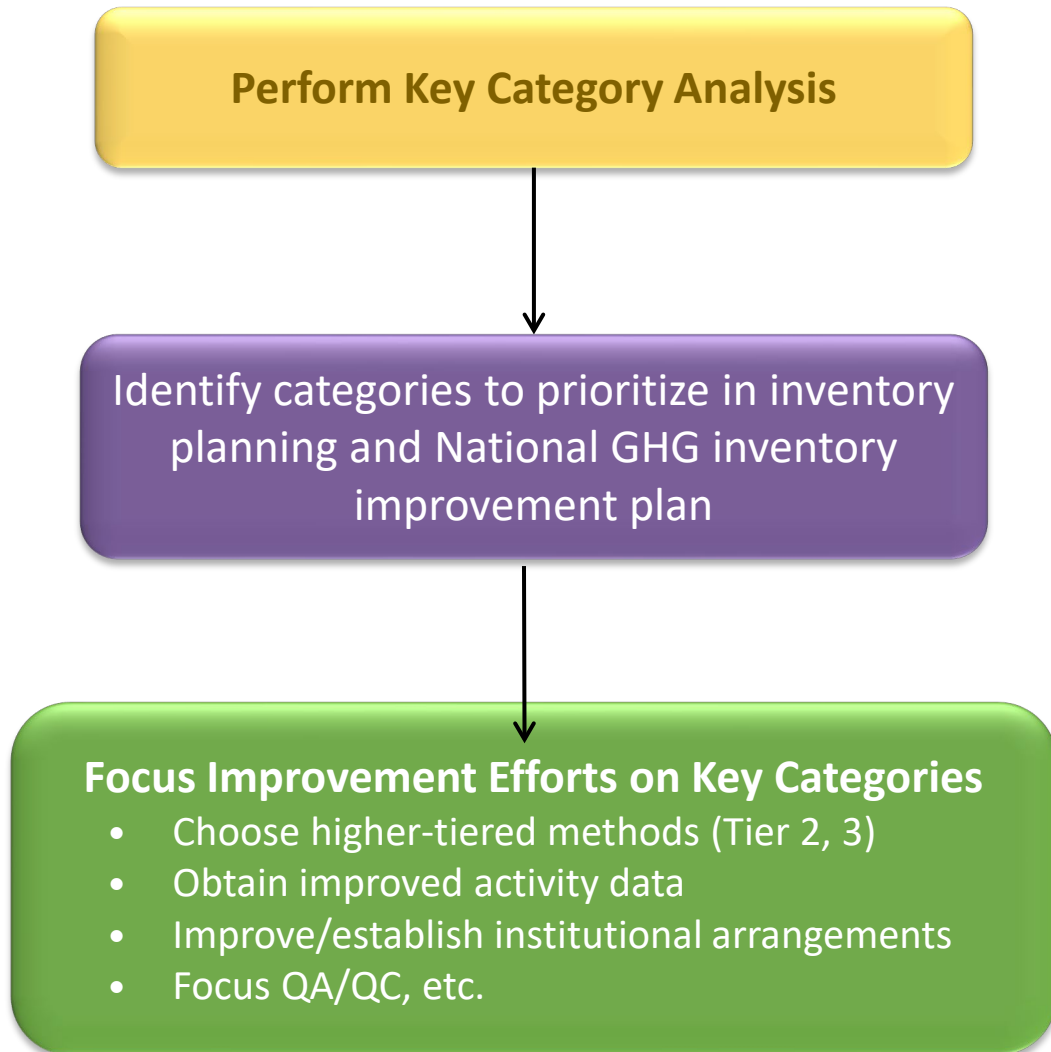 Perform Key Category Analysis
Identify categories to prioritize in inventory
planning and National GHG inventory
improvement plan
Focus Improvement Efforts on Key Categories
• Choose higher-tiered methods (Tier 2, 3)
• Obtain improved activity data
• Improve/establish institutional arrangements
• Focus QA/QC, etc.